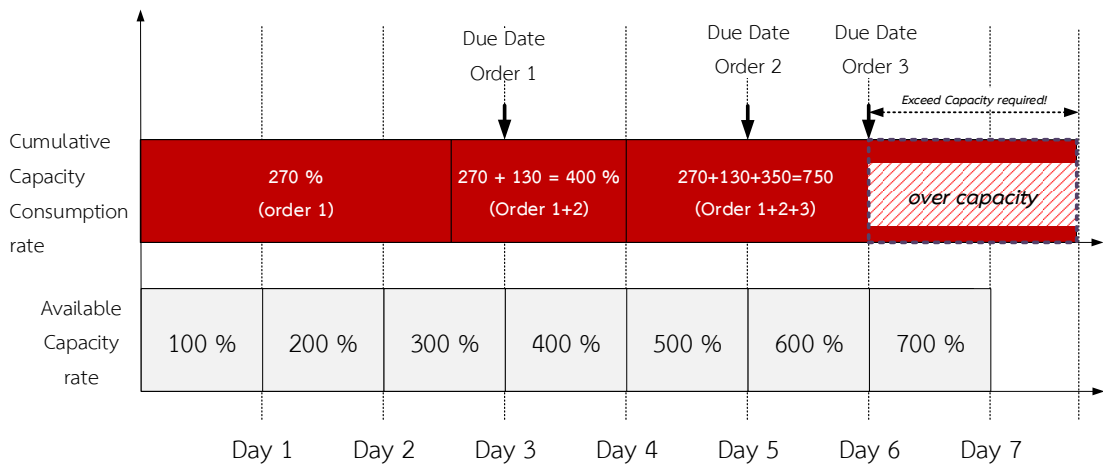 Due Date
Order 1
Due Date
Order 2
Due Date
Order 3
Exceed Capacity required!
Cumulative
Capacity
Consumption
rate
270 %
(order 1)
270 + 130 = 400 %
(Order 1+2)
270+130+350=750
(Order 1+2+3)
over capacity
Available
Capacity
rate
100 %
200 %
300 %
400 %
500 %
600 %
700 %
Day 1
Day 2
Day 3
Day 4
Day 5
Day 6
Day 7